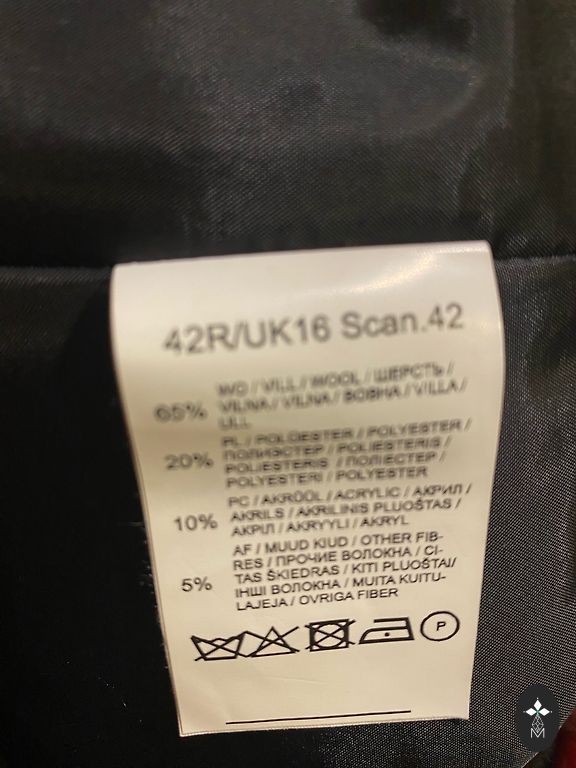 42R/UK16 Scan.42
65% WO / VILL / WOOL / ШЕРСТЬ /
VILNA / VILNA / ВОВНА / VILLA /
ULL
20% PL / POLÜESTER / POLYESTER /
ПОЛИЭСТЕР / POLIESTERIS /
POLIESTERIS / ПОЛІЕСТЕР /
POLYESTERI / POLYESTER
10% PC / AKRÜÜL / ACRYLIC / АКРИЛ /
AKRILS / AKRILINIS PLUOŠTAS /
АКРІЛ / AKRYYLI / AKRYL
5% AF / MUUD KIUD / OTHER FIB-
RES / ПРОЧИЕ ВОЛОКНА / CI-
TAS ŠKIEDRAS / KITI PLUOŠTAI/
ІНШІ ВОЛОКНА / MUITA KUITU-
LAJEJA / OVRIGA FIBER
P
M